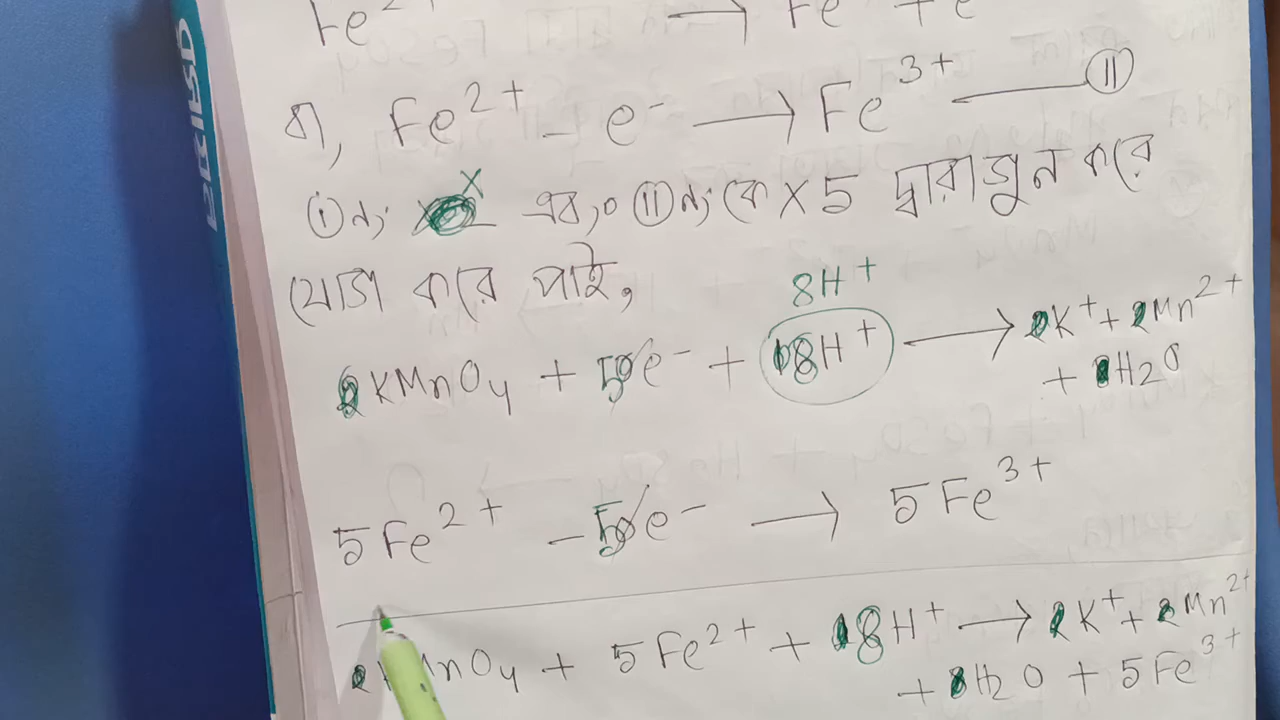 Fe²⁺ → Fe + e
বা, Fe²⁺ – e⁻ → Fe³⁺ —— (II)
(i) নং এবং (II) নং কে × 5 দ্বারা গুন করে
যোগ করে পাই,
8H⁺
KMnO₄ + 5e⁻ + 8H⁺ → K⁺ + Mn²⁺
+ H₂O
5Fe²⁺ – 5e⁻ → 5Fe³⁺
MnO₄ + 5Fe²⁺ + 8H⁺ → K⁺ + Mn²⁺
+ H₂O + 5Fe³⁺